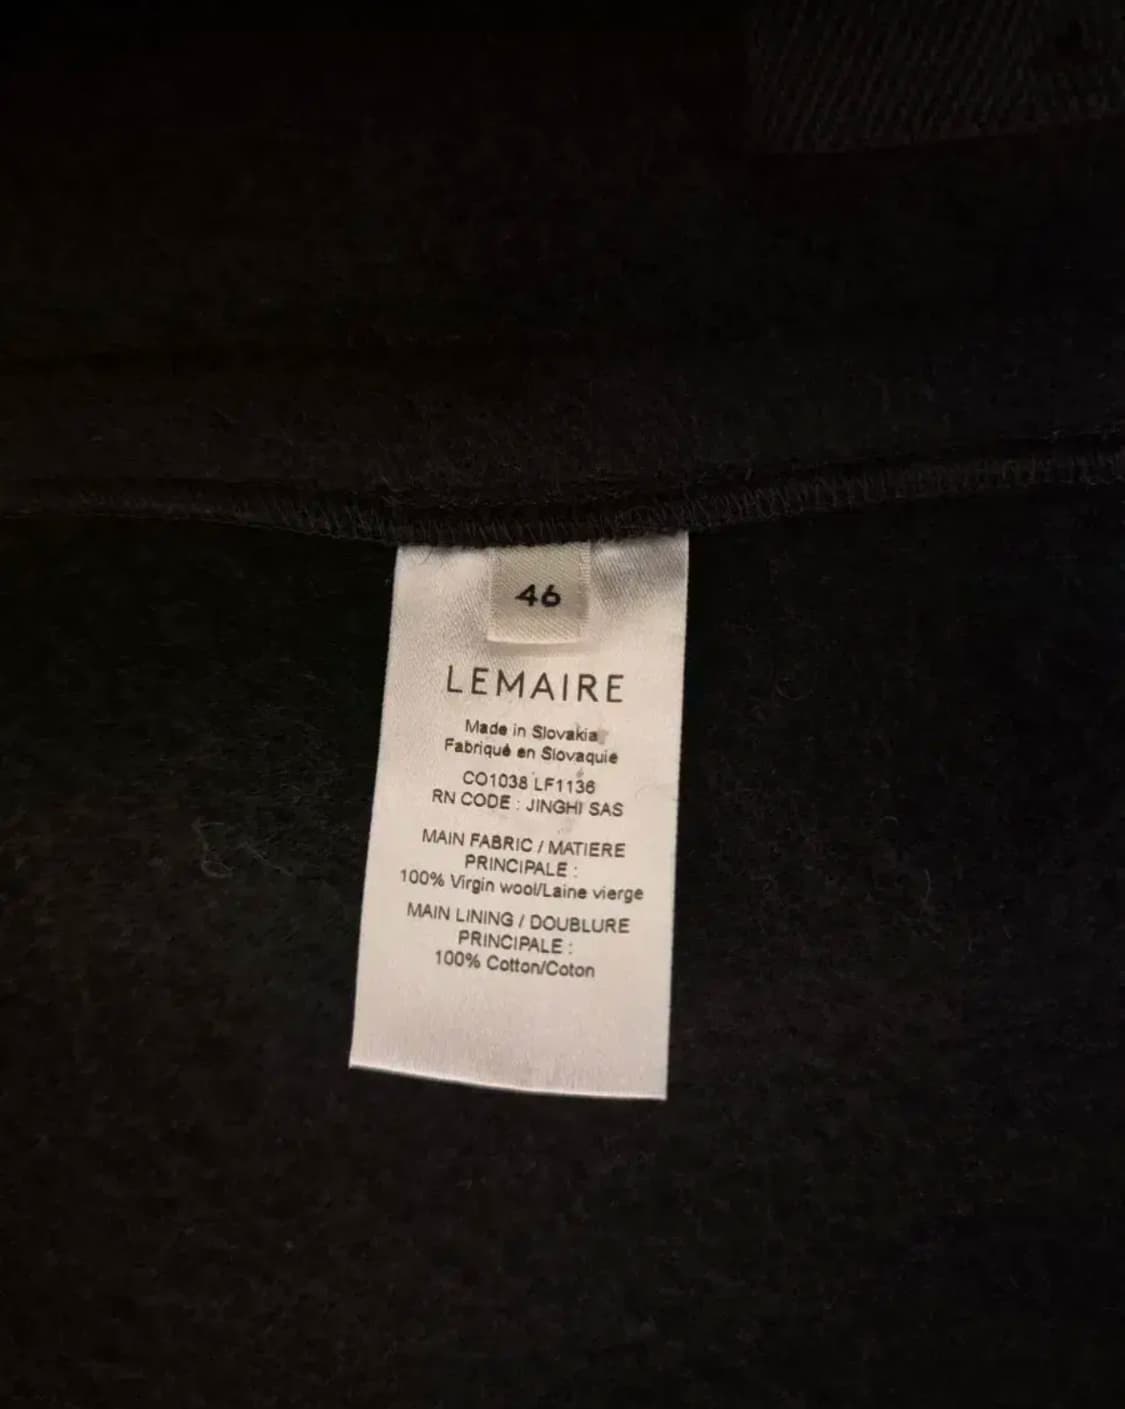 46
LEMAIRE
Made in Slovakia
Fabriqué en Slovaquie
CO1038 LF1136
RN CODE : JINGHI SAS
MAIN FABRIC / MATIERE
PRINCIPALE :
100% Virgin wool/Laine vierge
MAIN LINING / DOUBLURE
PRINCIPALE :
100% Cotton/Coton